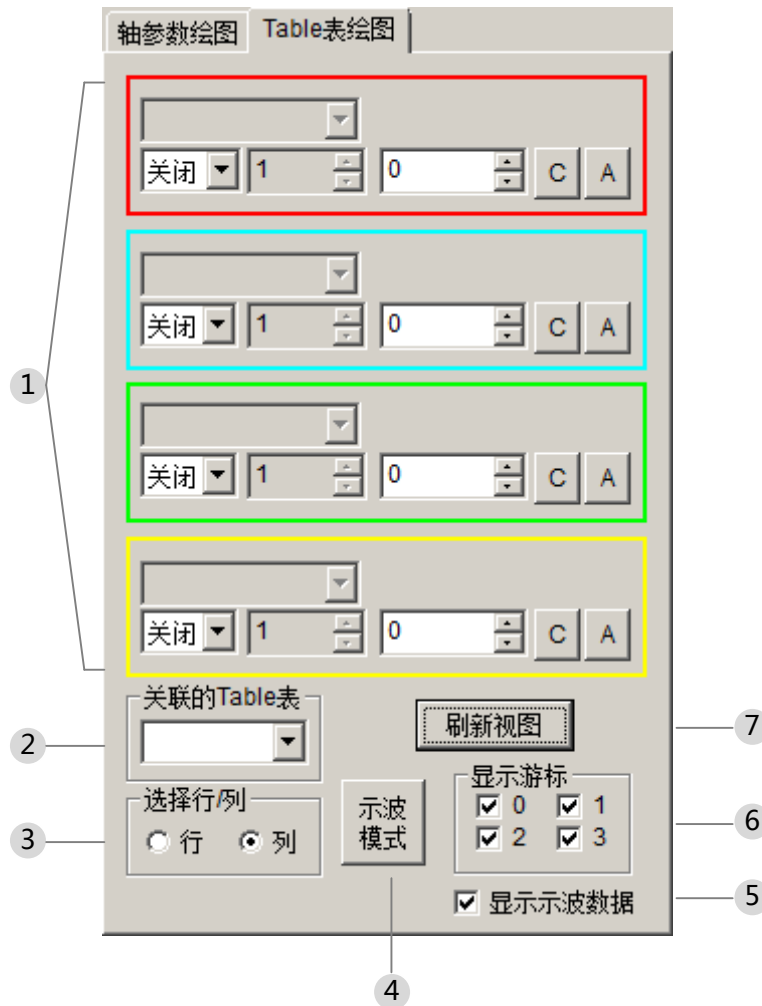 轴参数绘图 Table表绘图
关闭 1 0 C A
关闭 1 0 C A
1
关闭 1 0 C A
关闭 1 0 C A
关联的Table表
刷新视图 7
2
选择行/列
显示游标
示波
模式
0 1
3 行 列
2 3
6
显示示波数据 5
4